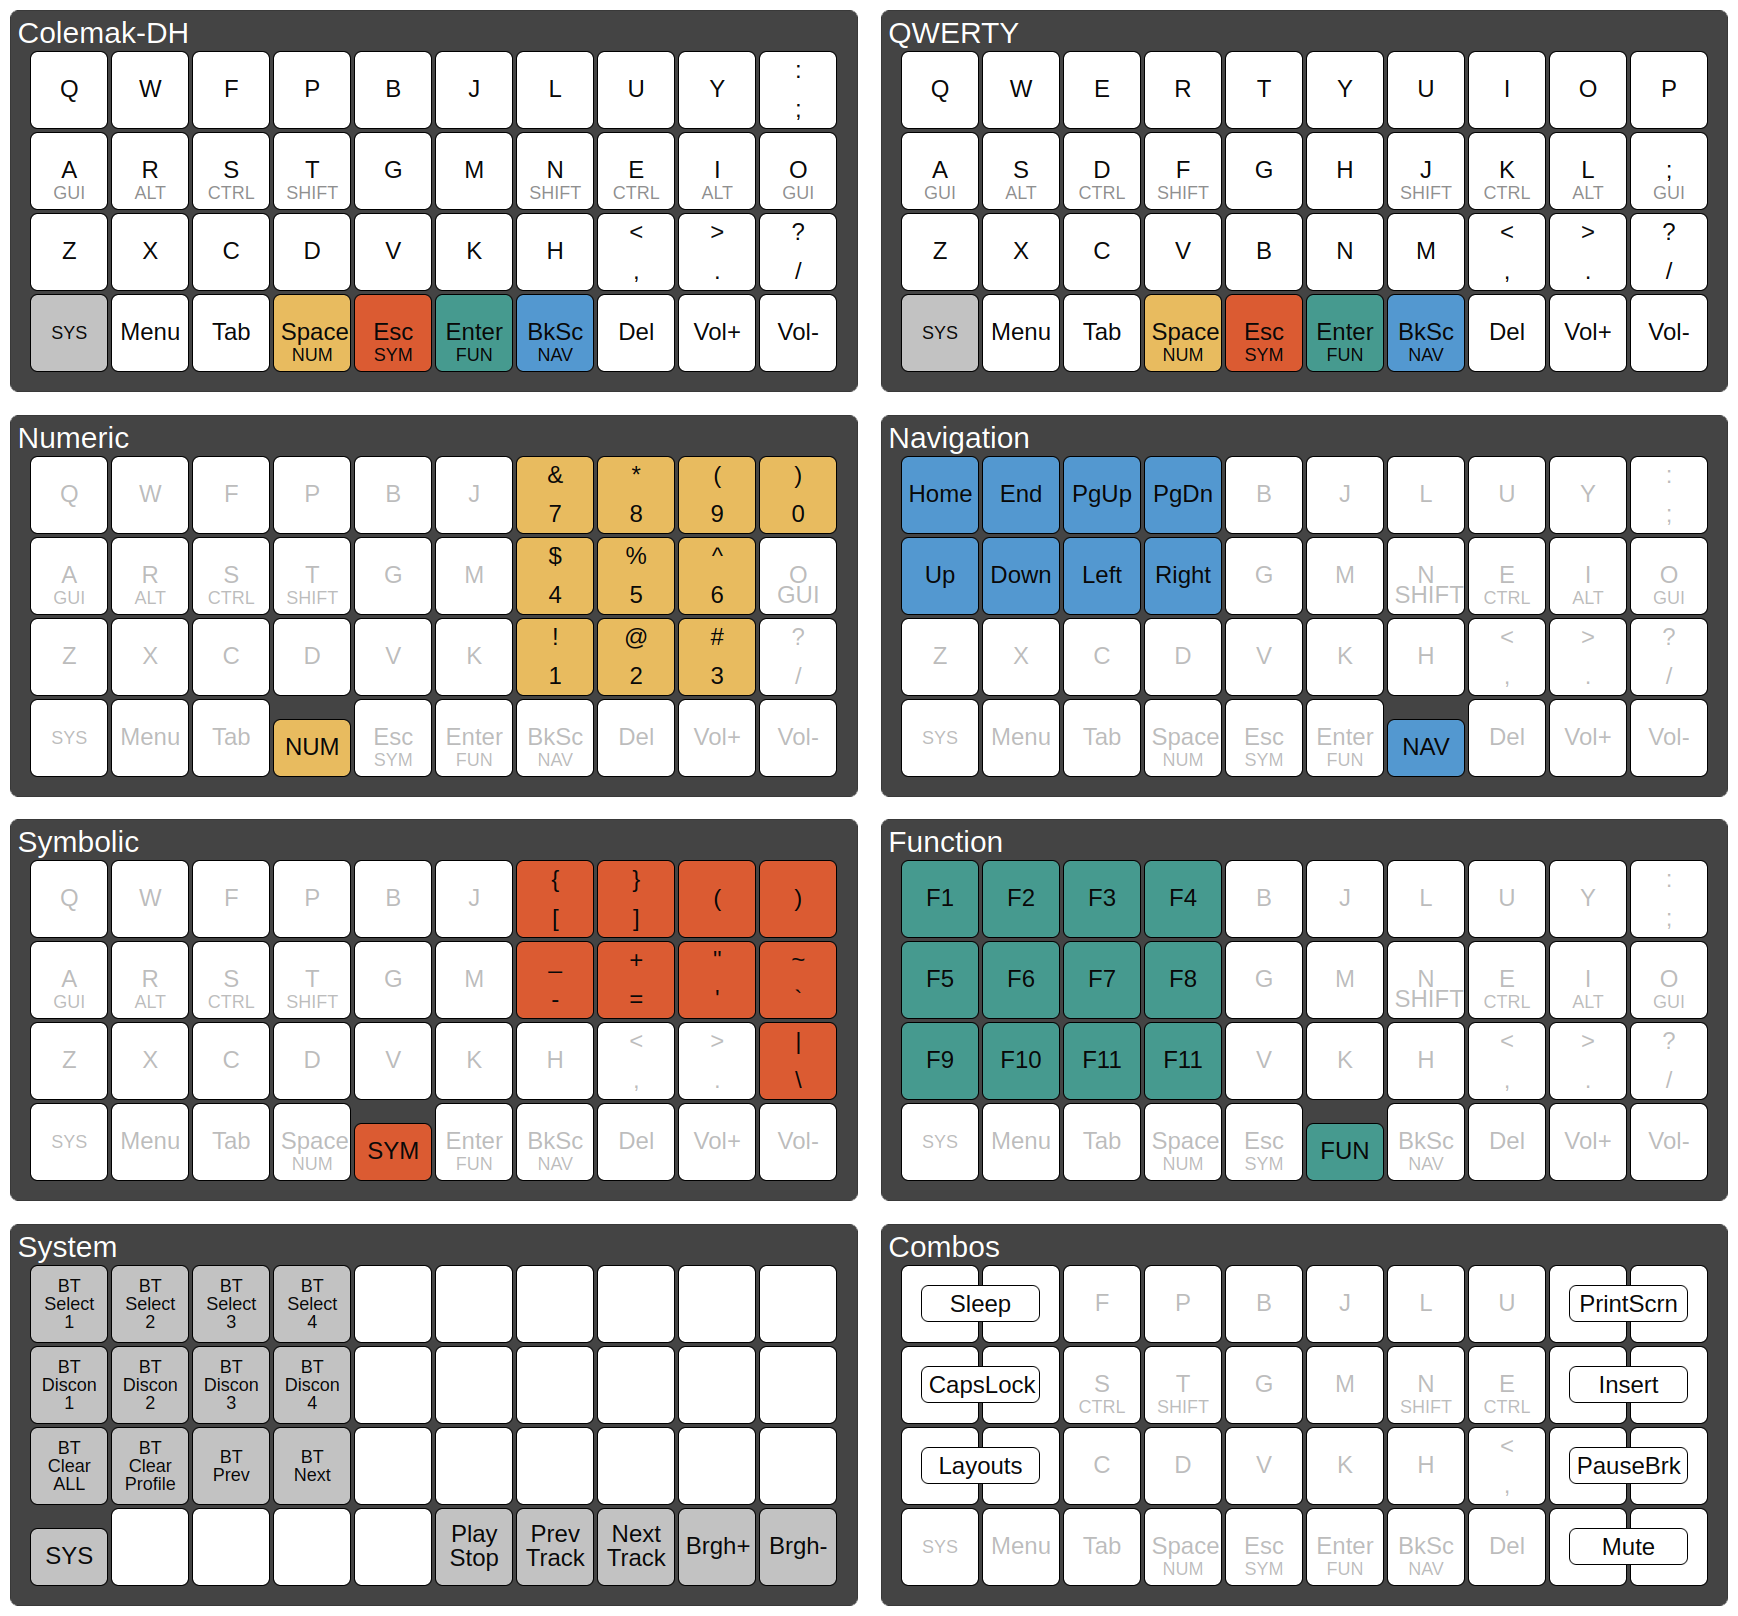 Colemak-DH
Q W F P B J L U Y :
;
A R S T G M N E I O
GUI ALT CTRL SHIFT SHIFT CTRL ALT GUI
Z X C D V K H < > ?
, . /
SYS Menu Tab Space Esc Enter BkSc Del Vol+ Vol-
NUM SYM FUN NAV
QWERTY
Q W E R T Y U I O P
A S D F G H J K L ;
GUI ALT CTRL SHIFT SHIFT CTRL ALT GUI
Z X C V B N M < > ?
, . /
SYS Menu Tab Space Esc Enter BkSc Del Vol+ Vol-
NUM SYM FUN NAV
Numeric
Q W F P B J & * ( )
7 8 9 0
A R S T G M $ % ^ O
GUI ALT CTRL SHIFT 4 5 6 GUI
Z X C D V K ! @ # ?
1 2 3 /
SYS Menu Tab NUM Esc Enter BkSc Del Vol+ Vol-
SYM FUN NAV
Navigation
Home End PgUp PgDn B J L U Y :
;
Up Down Left Right G M N E I O
SHIFT CTRL ALT GUI
Z X C D V K H < > ?
, . /
SYS Menu Tab Space Esc Enter NAV Del Vol+ Vol-
NUM SYM FUN
Symbolic
Q W F P B J { } ( )
[ ]
A R S T G M _ + " ~
GUI ALT CTRL SHIFT - = ' `
Z X C D V K H < > |
, . \
SYS Menu Tab Space SYM Enter BkSc Del Vol+ Vol-
NUM FUN NAV
Function
F1 F2 F3 F4 B J L U Y :
;
F5 F6 F7 F8 G M N E I O
SHIFT CTRL ALT GUI
F9 F10 F11 F11 V K H < > ?
, . /
SYS Menu Tab Space Esc FUN BkSc Del Vol+ Vol-
NUM SYM NAV
System
BT BT BT BT
Select Select Select Select
1 2 3 4
BT BT BT BT
Discon Discon Discon Discon
1 2 3 4
BT BT BT BT
Clear Clear Prev Next
ALL Profile
SYS Play Prev Next Brgh+ Brgh-
Stop Track Track
Combos
Sleep F P B J L U PrintScrn
CapsLock S T G M N E Insert
CTRL SHIFT SHIFT CTRL
Layouts C D V K H < PauseBrk
,
SYS Menu Tab Space Esc Enter BkSc Del Mute
NUM SYM FUN NAV